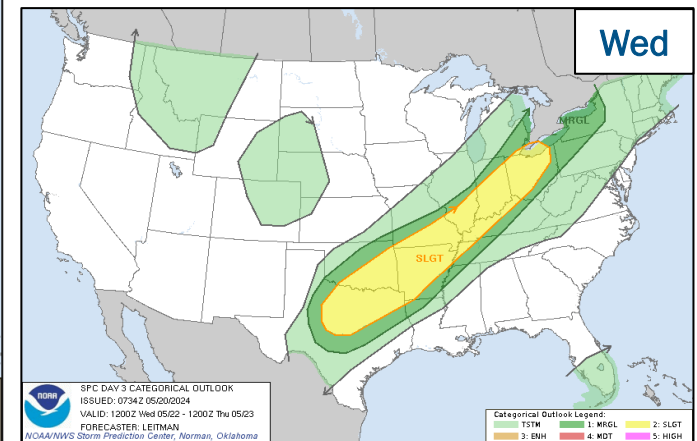 Wed
MRGL
SLGT
SPC DAY 3 CATEGORICAL OUTLOOK
ISSUED: 0734Z 05/20/2024
VALID: 1200Z Wed 05/22 - 1200Z Thu 05/23
FORECASTER: LEITMAN
NOAA/NWS Storm Prediction Center, Norman, Oklahoma
NOAA
Categorical Outlook Legend:
TSTM 1: MRGL 2: SLGT
3: ENH 4: MDT 5: HIGH